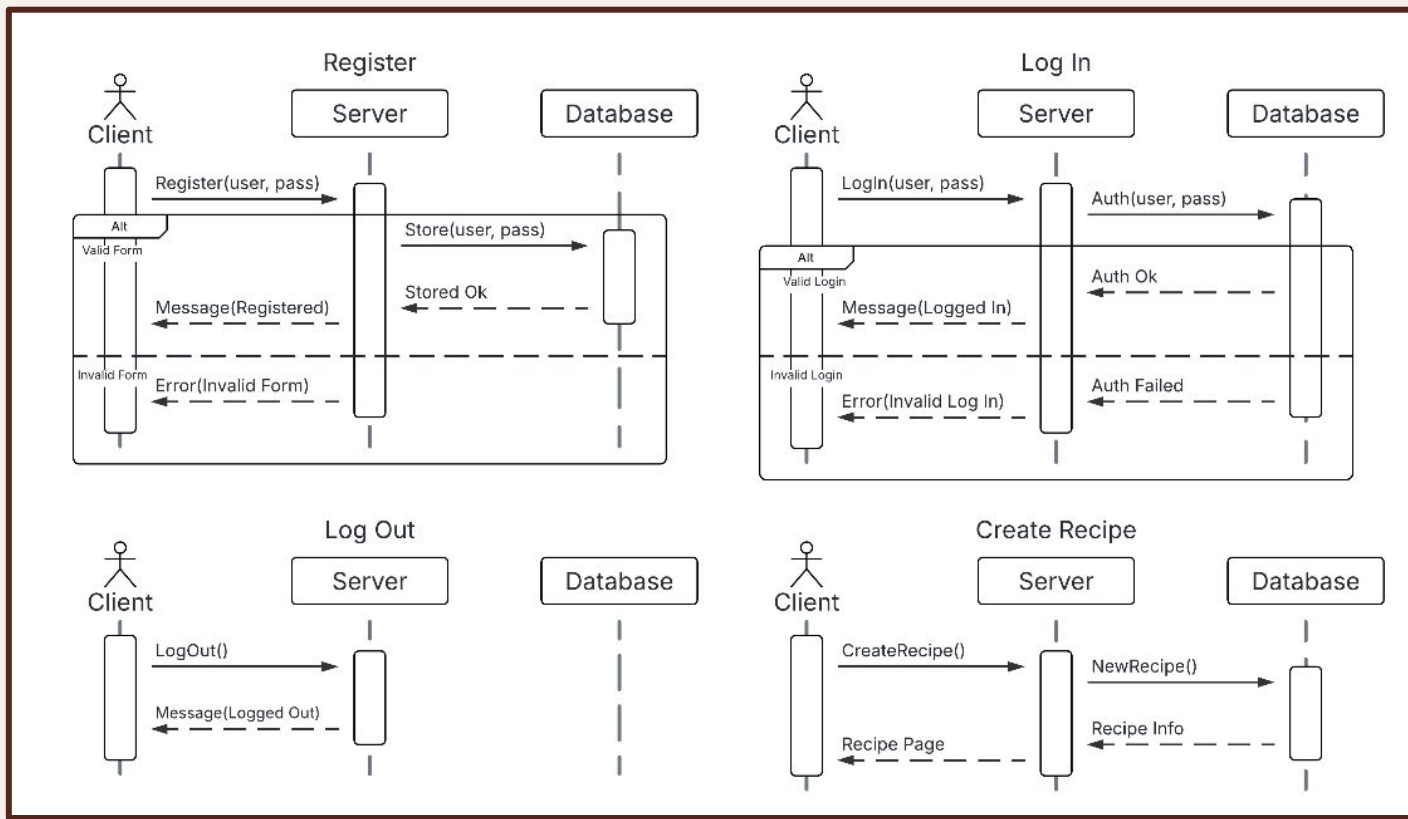 Register
Client
Server
Database
Register(user, pass)
Alt
Valid Form
Store(user, pass)
Stored Ok
Message(Registered)
Invalid Form
Error(Invalid Form)
Log In
Client
Server
Database
LogIn(user, pass)
Auth(user, pass)
Alt
Valid Login
Auth Ok
Message(Logged In)
Invalid Login
Auth Failed
Error(Invalid Log In)
Log Out
Client
Server
Database
LogOut()
Message(Logged Out)
Create Recipe
Client
Server
Database
CreateRecipe()
NewRecipe()
Recipe Info
Recipe Page